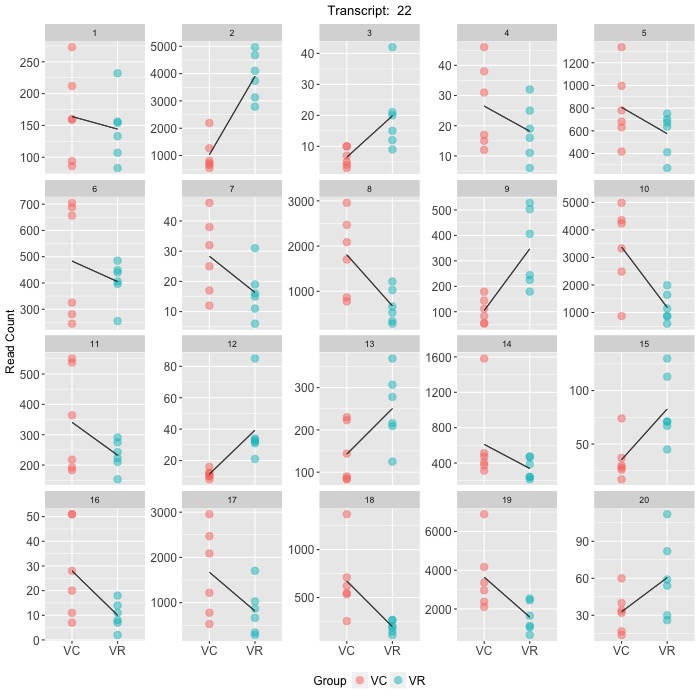 Transcript: 22
1 2 3 4 5
250 200 150 100
5000 4000 3000 2000 1000
40 30 20 10
40 30 20 10
1200 1000 800 600 400
6 7 8 9 10
700 600 500 400 300
40 30 20 10
3000 2000 1000
500 400 300 200 100
5000 4000 3000 2000 1000
Read Count
11 12 13 14 15
500 400 300 200
80 60 40 20
300 200 100
1600 1200 800 400
100 50
16 17 18 19 20
50 40 30 20 10 0
3000 2000 1000
1000 500
6000 4000 2000
90 60 30
VC VR VC VR VC VR VC VR VC VR
Group VC VR